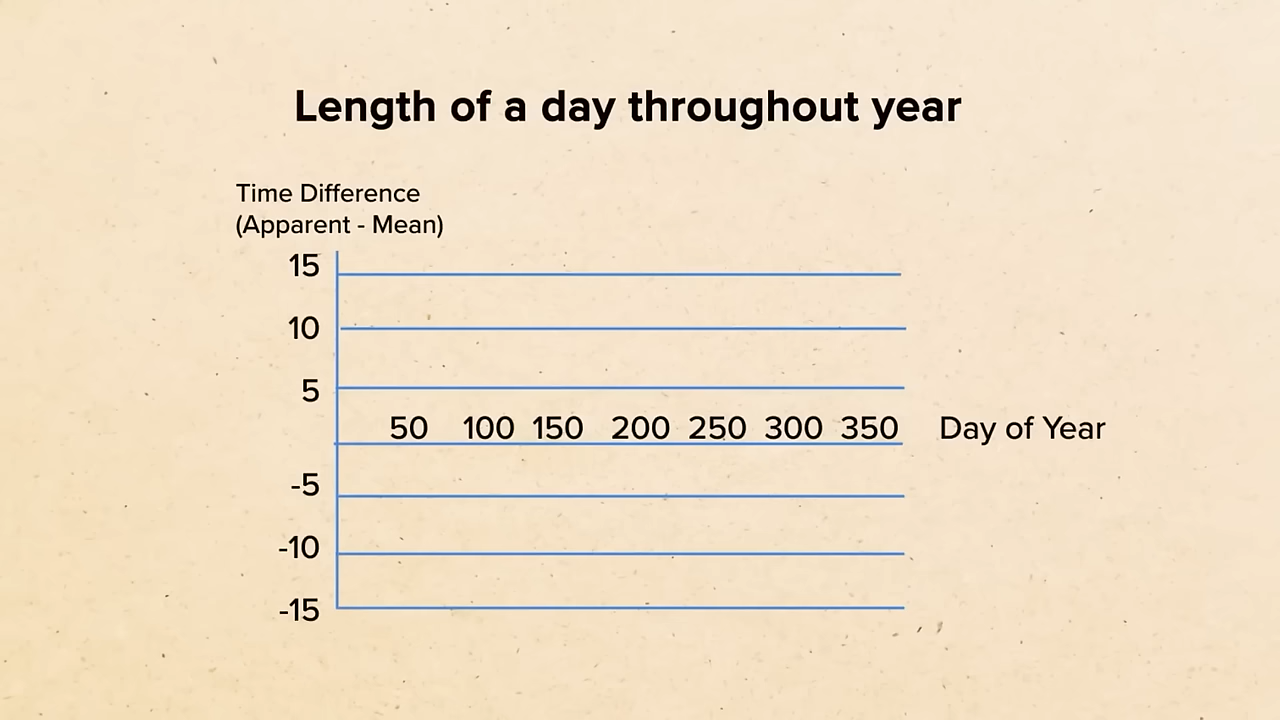 Length of a day throughout year
Time Difference
(Apparent - Mean)
15
10
5
50 100 150 200 250 300 350 Day of Year
-5
-10
-15